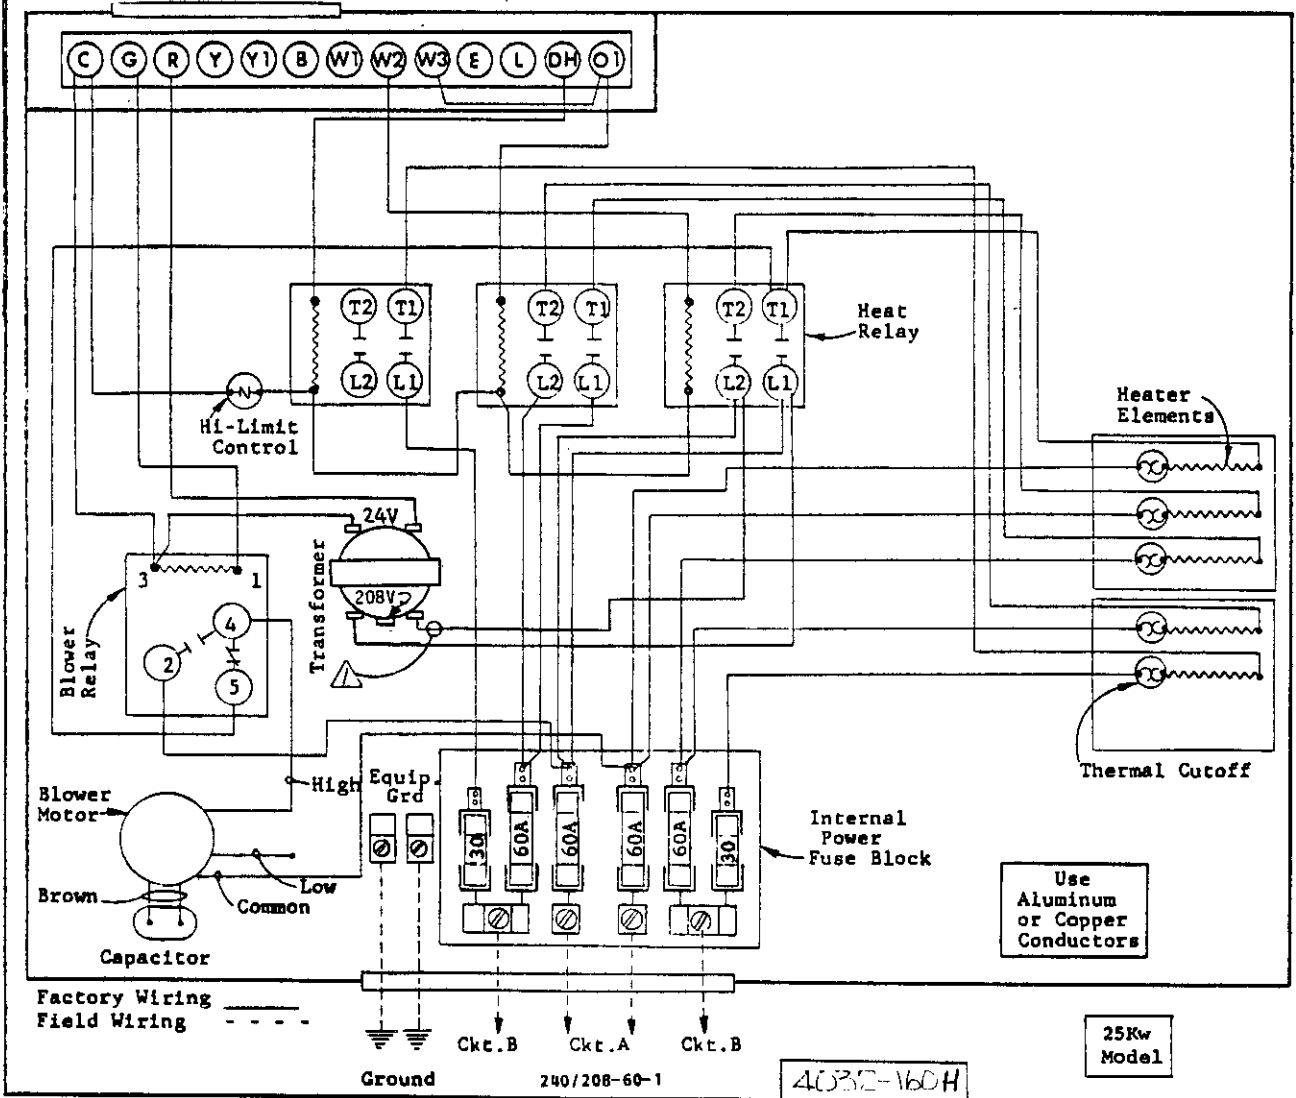 C G R Y Y1 B W1 W2 W3 E L DH O1
T2 T1 T2 T1 T2 T1
Heat
Relay
L2 L1 L2 L1 L2 L1
Hi-Limit
Control
Heater
Elements
24V
Transformer
208V
3 1
4
2
5
Blower
Relay
Thermal Cutoff
High
Equip.
Grd
Blower
Motor
30 60A 60A 60A 60A 30
Internal
Power
Fuse Block
Low
Common
Brown
Capacitor
Use
Aluminum
or Copper
Conductors
Factory Wiring
Field Wiring
Ckt.B Ckt.A Ckt.B
Ground
240/208-60-1
25Kw
Model